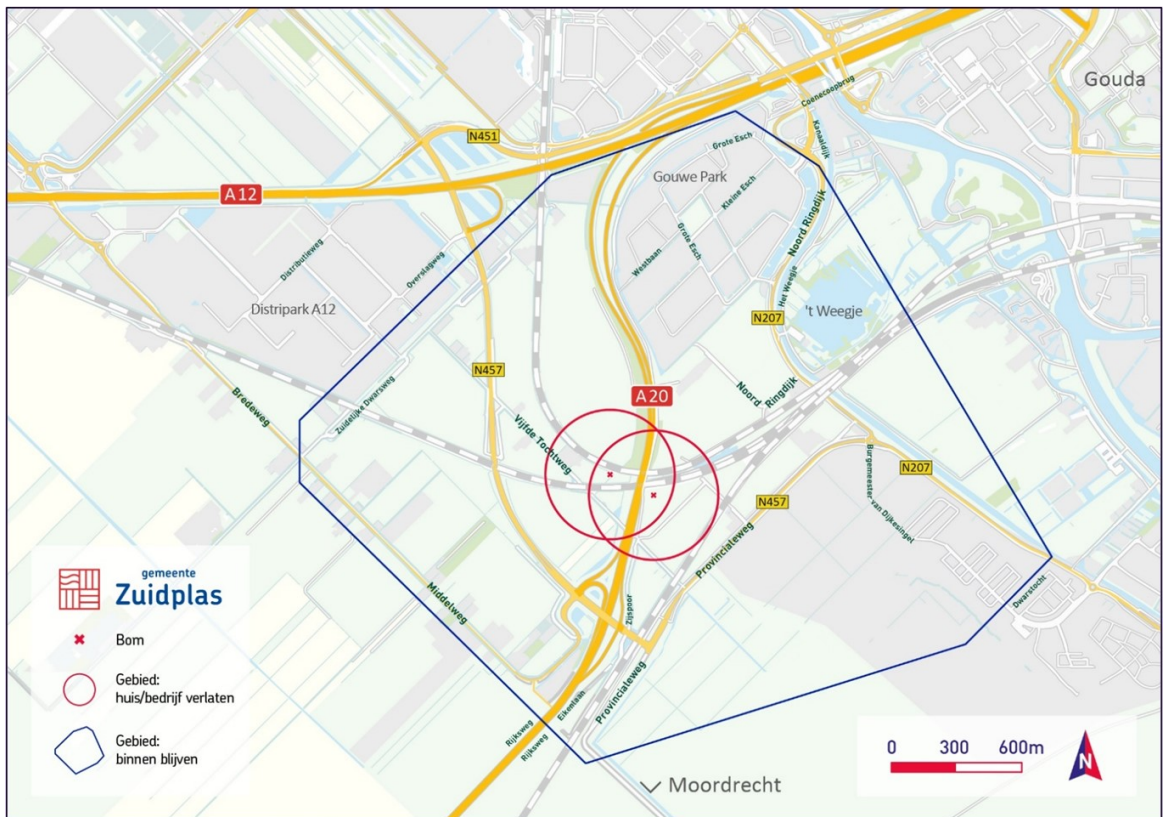 Gouda
Coenecoopbrug
Kanaaldijk
N451
Grote Esch
Gouwe Park
A12
Kleine Esch
Noord Ringdijk
Grote Esch
Distributieweg
Overslagweg
Westbaan
Het Weegje
Distripark A12
't Weegje
N207
N457
Bredeweg
Zuidelijke Dwarsweg
A20
Noord
Ringdijk
Vijfde Tochtweg
N207
Burgemeester van Dijkesingel
N457
Provincialeweg
gemeente
Zuidplas
Middelweg
Zijspoor
Dwarstocht
Bom
Gebied:
huis/bedrijf verlaten
Provincialeweg
Eikenlaan
Rijksweg
Rijksweg
Gebied:
binnen blijven
0 300 600m
N
Moordrecht